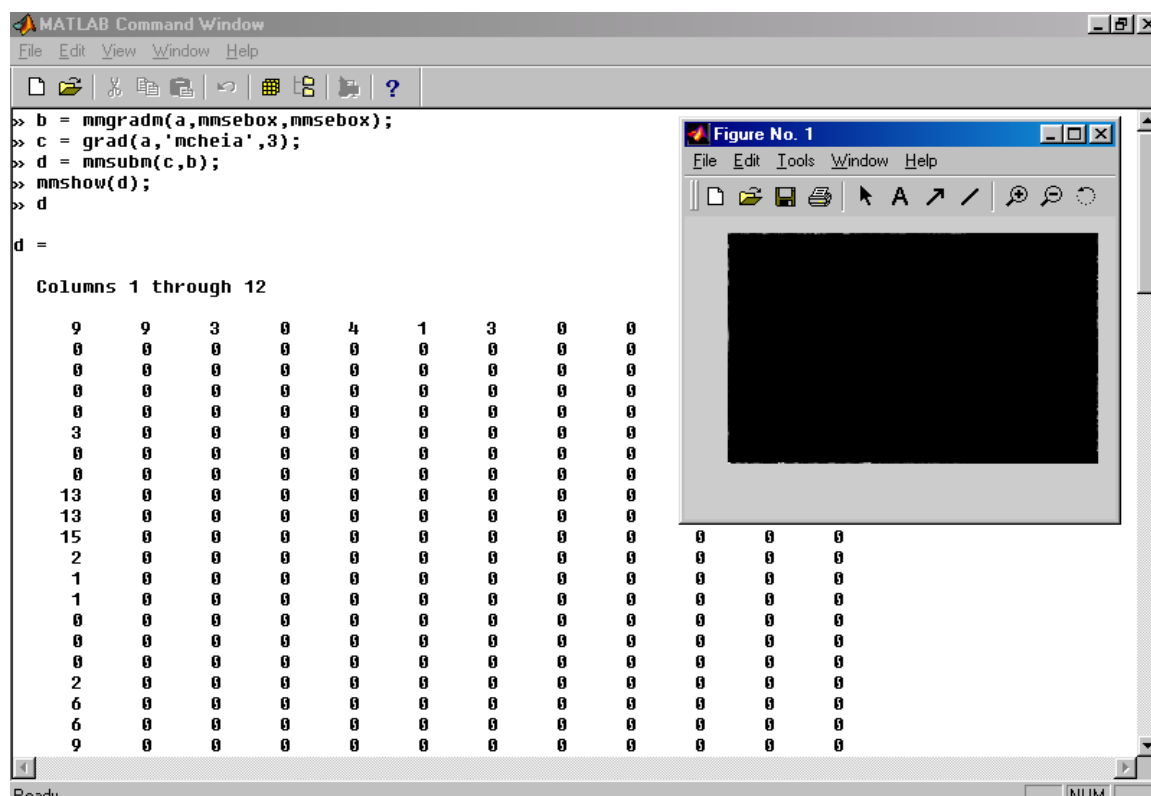 MATLAB Command Window
File Edit View Window Help
?
» b = mmgradm(a,mmsebox,mmsebox);
» c = grad(a,'mcheia',3);
» d = mmsubm(c,b);
» mmshow(d);
» d
d =
Columns 1 through 12
9 9 3 0 4 1 3 0 0
0 0 0 0 0 0 0 0 0
0 0 0 0 0 0 0 0 0
0 0 0 0 0 0 0 0 0
0 0 0 0 0 0 0 0 0
3 0 0 0 0 0 0 0 0
0 0 0 0 0 0 0 0 0
0 0 0 0 0 0 0 0 0
13 0 0 0 0 0 0 0 0
13 0 0 0 0 0 0 0 0
15 0 0 0 0 0 0 0 0 0 0 0
2 0 0 0 0 0 0 0 0 0 0 0
1 0 0 0 0 0 0 0 0 0 0 0
1 0 0 0 0 0 0 0 0 0 0 0
0 0 0 0 0 0 0 0 0 0 0 0
0 0 0 0 0 0 0 0 0 0 0 0
0 0 0 0 0 0 0 0 0 0 0 0
2 0 0 0 0 0 0 0 0 0 0 0
6 0 0 0 0 0 0 0 0 0 0 0
6 0 0 0 0 0 0 0 0 0 0 0
9 0 0 0 0 0 0 0 0 0 0 0
Figure No. 1
File Edit Tools Window Help
A
Ready NUM